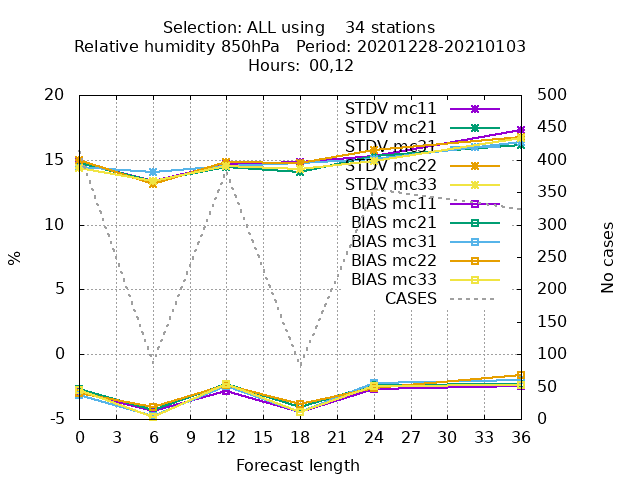 Selection: ALL using 34 stations
Relative humidity 850hPa Period: 20201228-20210103
Hours: 00,12
20
15
10
5
0
-5
%
500
450
400
350
300
250
200
150
100
50
0
No cases
STDV mc11
STDV mc21
STDV mc31
STDV mc22
STDV mc33
BIAS mc11
BIAS mc21
BIAS mc31
BIAS mc22
BIAS mc33
CASES
0 3 6 9 12 15 18 21 24 27 30 33 36
Forecast length